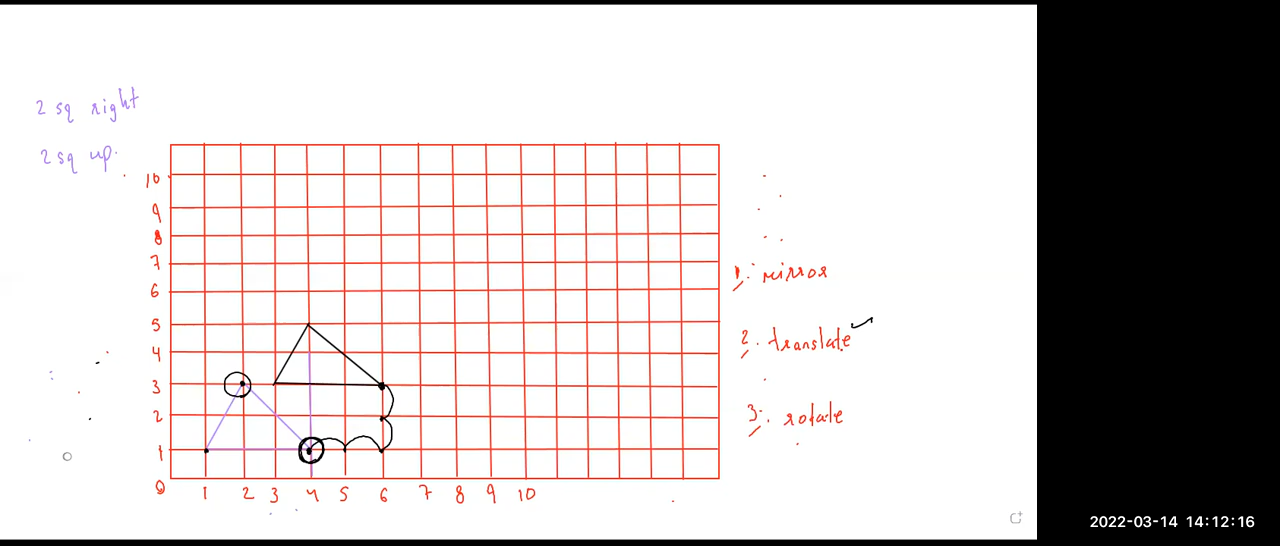 2 sq right
2 sq up.
10
9
8
7
6
5
4
3
2
1
0
1 2 3 4 5 6 7 8 9 10
1. mirror
2. translate
3. rotate
2022-03-14 14:12:16